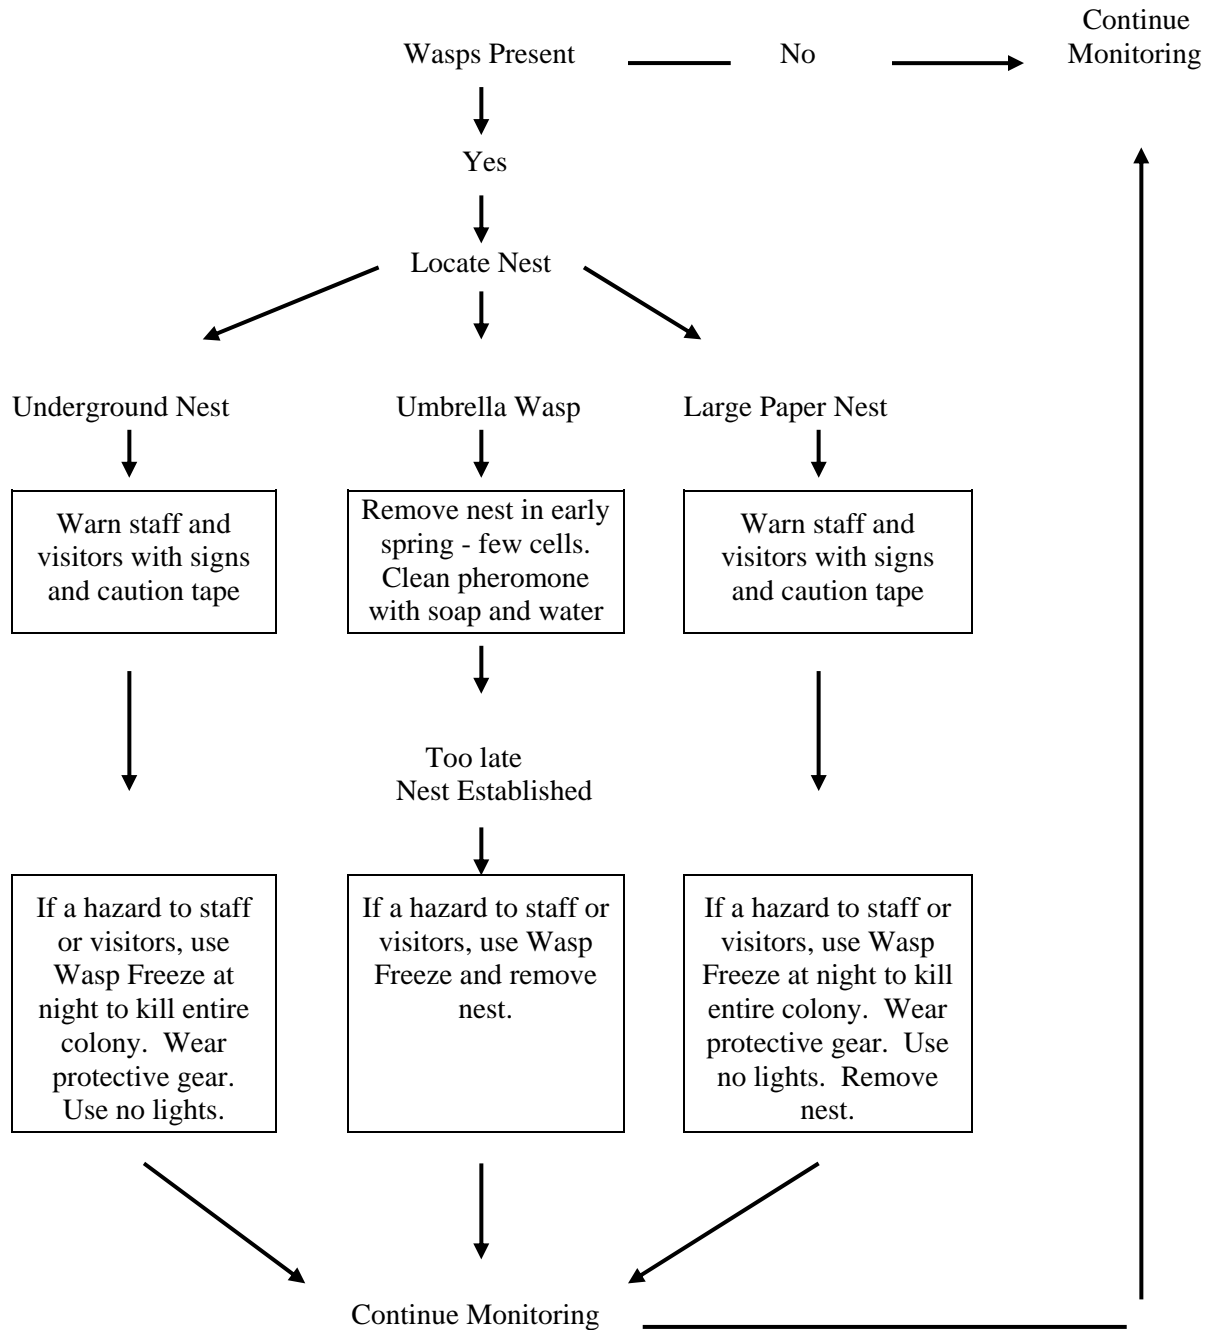 Continue
Monitoring
Wasps Present
No
Yes
Locate Nest
Underground Nest
Umbrella Wasp
Large Paper Nest
Warn staff and
visitors with signs
and caution tape
Remove nest in early
spring - few cells.
Clean pheromone
with soap and water
Warn staff and
visitors with signs
and caution tape
Too late
Nest Established
If a hazard to staff
or visitors, use
Wasp Freeze at
night to kill entire
colony.  Wear
protective gear.
Use no lights.
If a hazard to staff or
visitors, use Wasp
Freeze and remove
nest.
If a hazard to staff or
visitors, use Wasp
Freeze at night to kill
entire colony.  Wear
protective gear.  Use
no lights.  Remove
nest.
Continue Monitoring